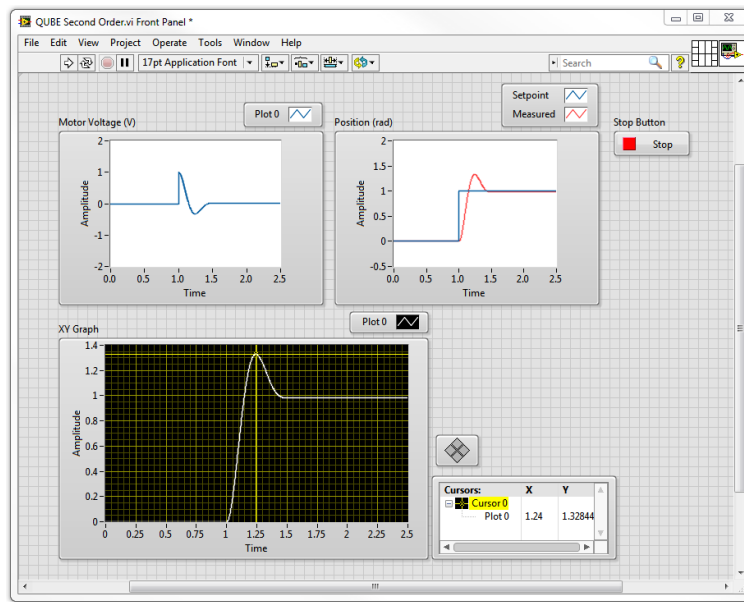 QUBE Second Order.vi Front Panel *
File Edit View Project Operate Tools Window Help
17pt Application Font
Search
Motor Voltage (V)
Plot 0
2
1
0
-1
-2
Amplitude
0.0 0.5 1.0 1.5 2.0 2.5
Time
Position (rad)
Setpoint
Measured
2
1.5
1
0.5
0
-0.5
Amplitude
0.0 0.5 1.0 1.5 2.0 2.5
Time
Stop Button
Stop
XY Graph
Plot 0
1.4
1.2
1
0.8
0.6
0.4
0.2
0
Amplitude
0 0.25 0.5 0.75 1 1.25 1.5 1.75 2 2.25 2.5
Time
Cursors: X Y
Cursor 0
Plot 0 1.24 1.32844